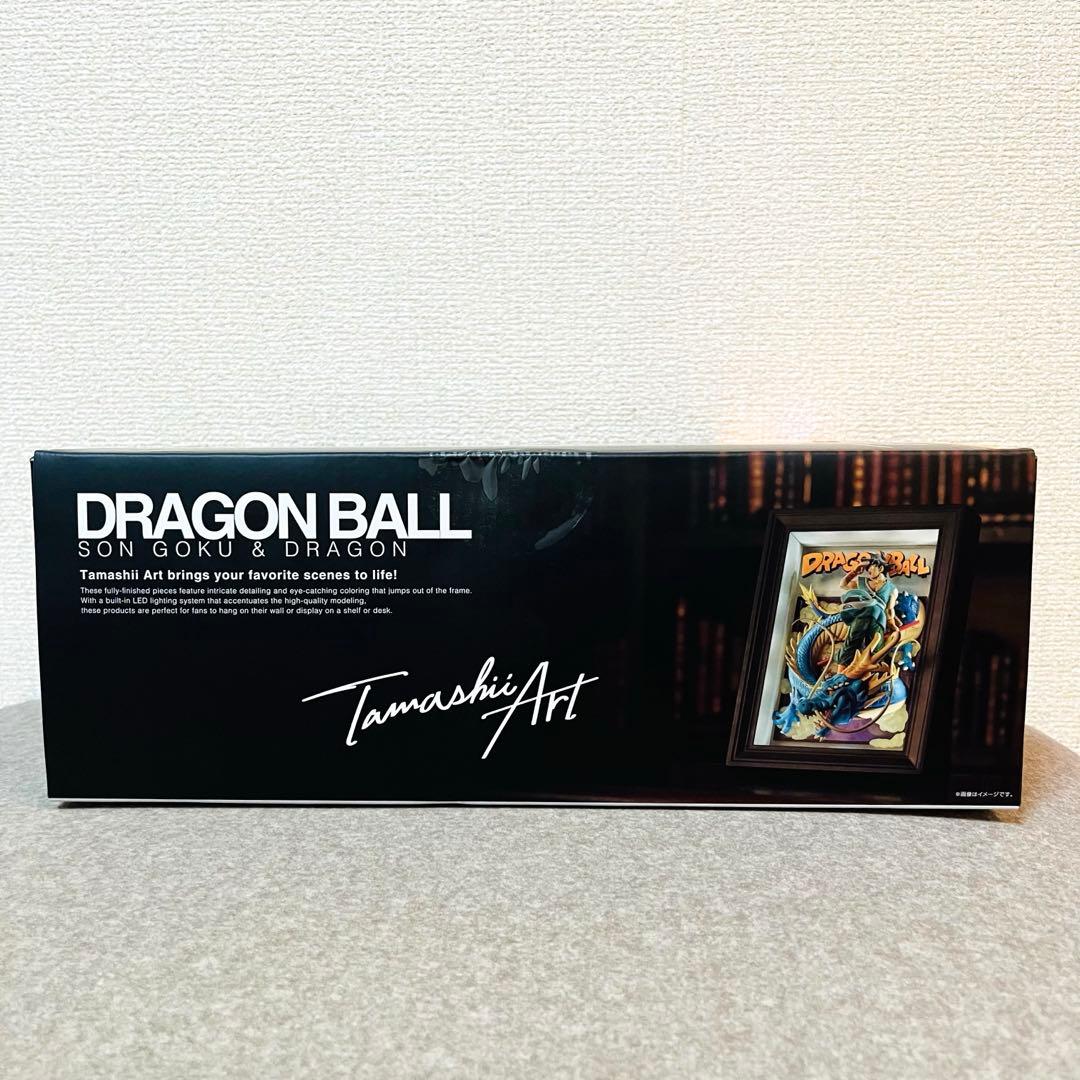 DRAGON BALL
SON GOKU & DRAGON
Tamashii Art brings your favorite scenes to life!
These fully-finished pieces feature intricate detailing and eye-catching coloring that jumps out of the frame.
With a built-in LED lighting system that accentuates the high-quality modeling,
these products are perfect for fans to hang on their wall or display on a shelf or desk.
Tamashii Art
DRAGON BALL
※画像はイメージです。